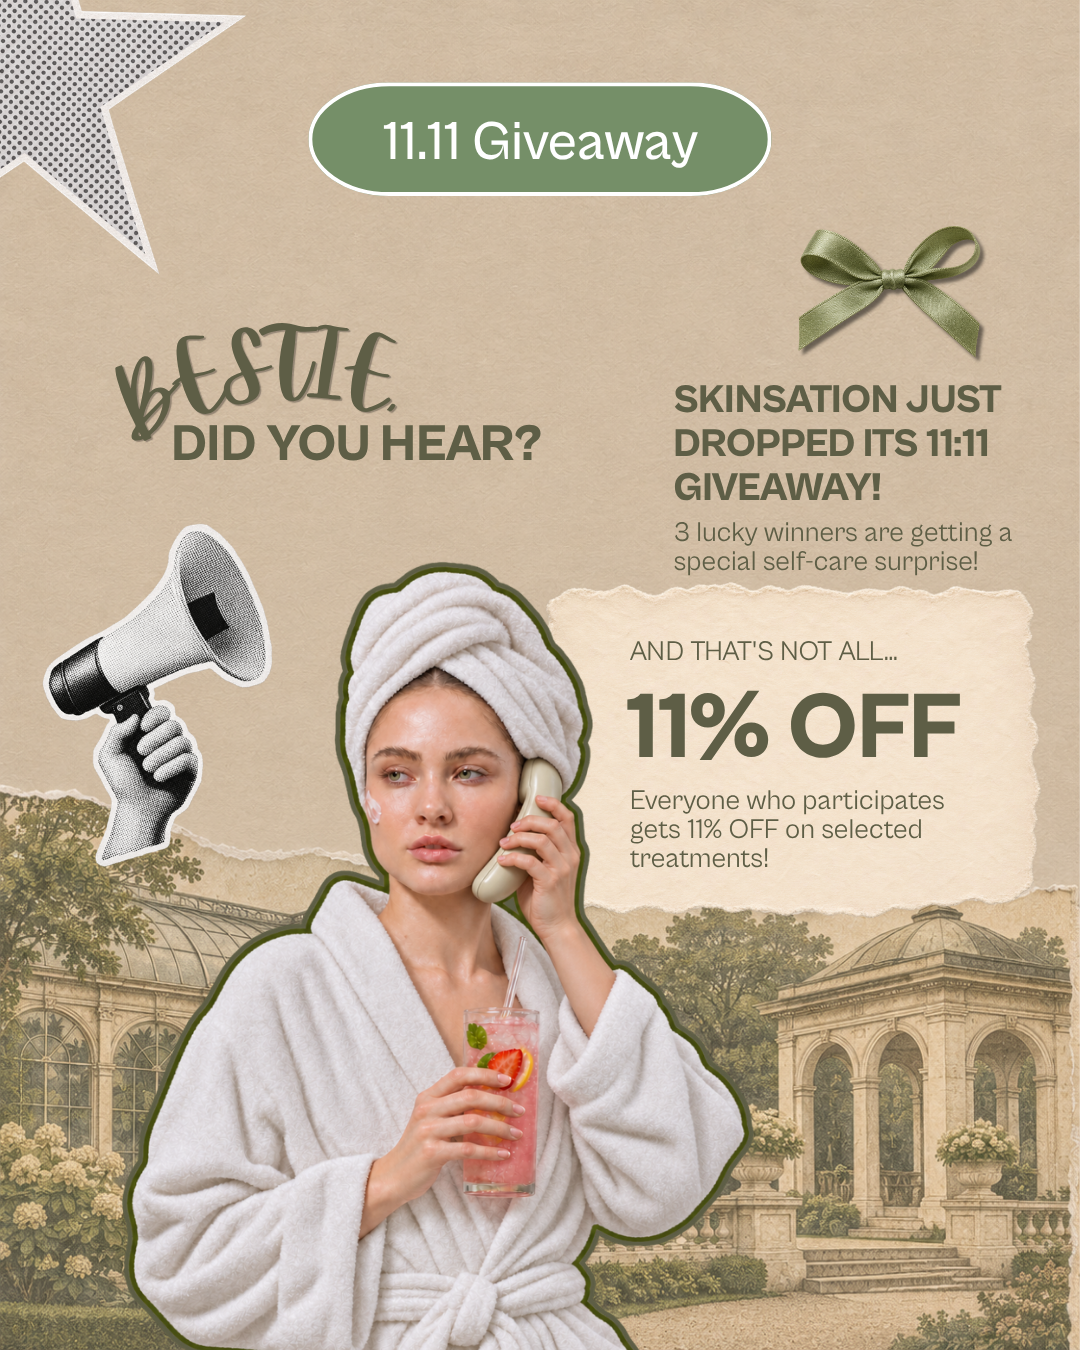 11.11 Giveaway
BESTIE,
DID YOU HEAR?
SKINSATION JUST
DROPPED ITS 11:11
GIVEAWAY!
3 lucky winners are getting a
special self-care surprise!
AND THAT'S NOT ALL...
11% OFF
Everyone who participates
gets 11% OFF on selected
treatments!